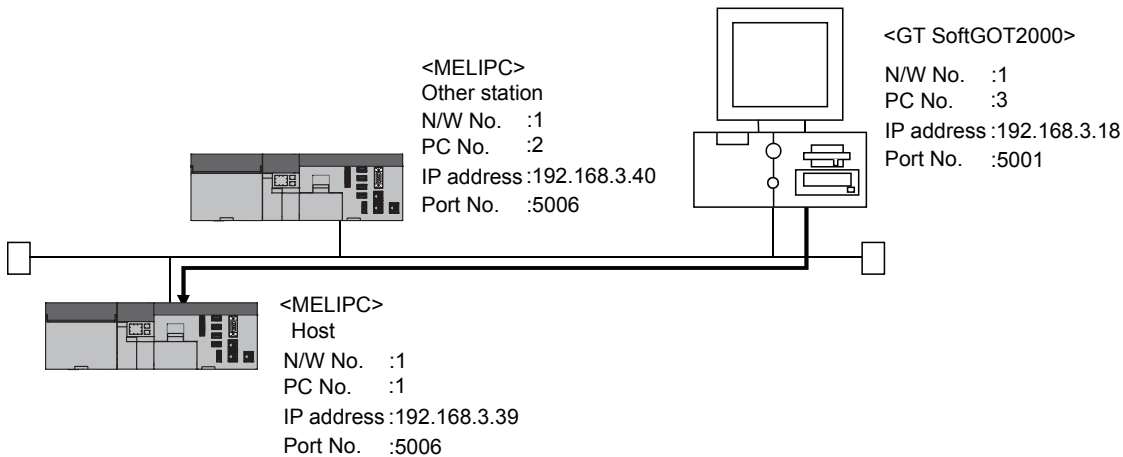 <MELIPC>
Other station
N/W No. :1
PC No. :2
IP address :192.168.3.40
Port No. :5006
<GT SoftGOT2000>
N/W No. :1
PC No. :3
IP address :192.168.3.18
Port No. :5001
<MELIPC>
Host
N/W No. :1
PC No. :1
IP address :192.168.3.39
Port No. :5006